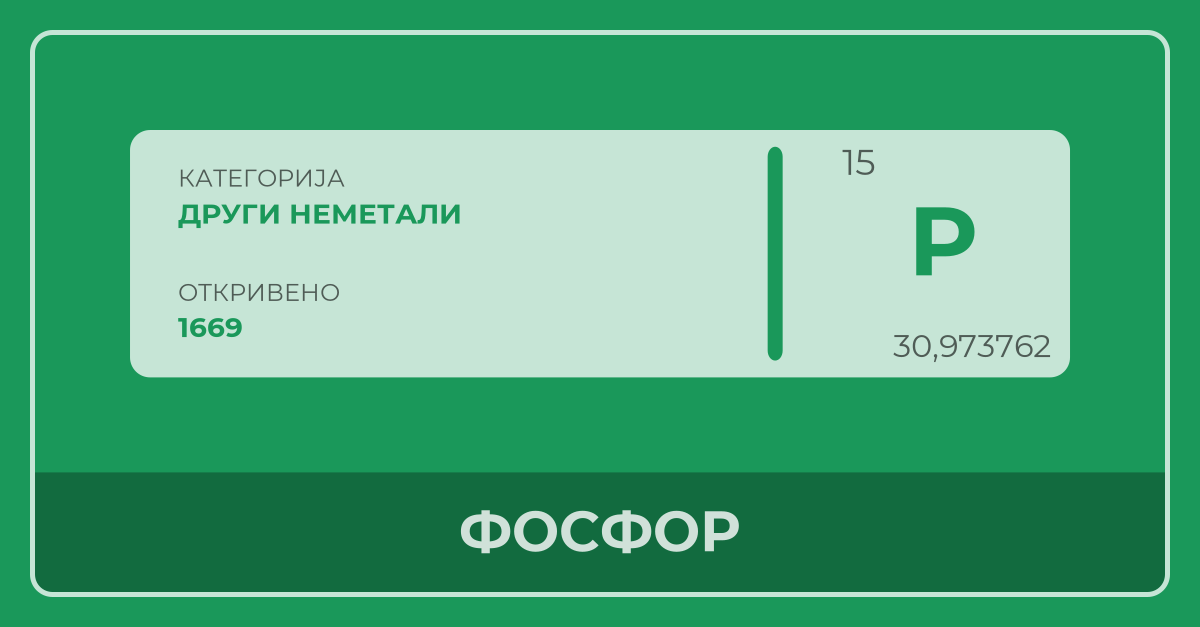 КАТЕГОРИЈА
ДРУГИ НЕМЕТАЛИ
ОТКРИВЕНО
1669
15
P
30,973762
ФОСФОР